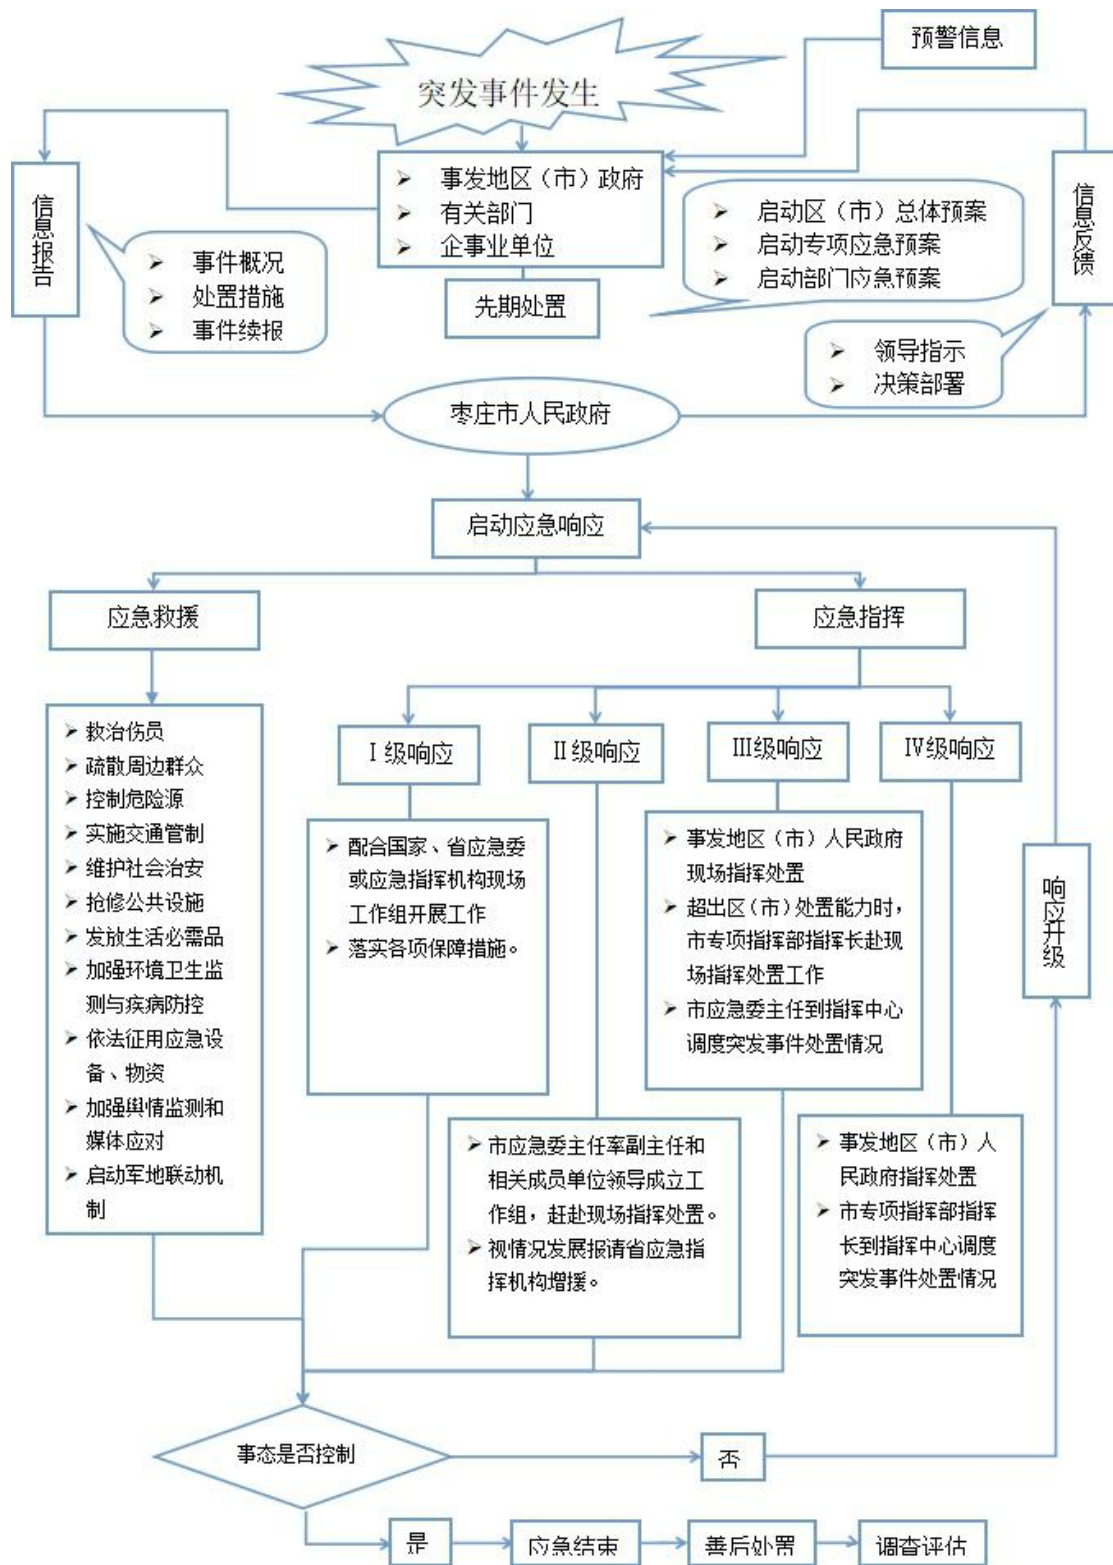 预警信息
突发事件发生
事发地区（市）政府
有关部门
企事业单位
先期处置
信息报告
事件概况
处置措施
事件续报
启动区（市）总体预案
启动专项应急预案
启动部门应急预案
信息反馈
领导指示
决策部署
枣庄市人民政府
启动应急响应
应急救援
应急指挥
救治伤员
疏散周边群众
控制危险源
实施交通管制
维护社会治安
抢修公共设施
发放生活必需品
加强环境卫生监
测与疾病防控
依法征用应急设
备、物资
加强舆情监测和
媒体应对
启动军地联动机
制
Ⅰ级响应
Ⅱ级响应
Ⅲ级响应
Ⅳ级响应
配合国家、省应急委
或应急指挥机构现场
工作组开展工作
落实各项保障措施。
市应急委主任率副主任和
相关成员单位领导成立工
作组，赶赴现场指挥处置。
视情况发展报请省应急指
挥机构增援。
事发地区（市）人民政府
现场指挥处置
超出区（市）处置能力时，
市专项指挥部指挥长赴现
场指挥处置工作
市应急委主任到指挥中心
调度突发事件处置情况
事发地区（市）人
民政府指挥处置
市专项指挥部指挥
长到指挥中心调度
突发事件处置情况
响应升级
事态是否控制
否
是
应急结束
善后处置
调查评估